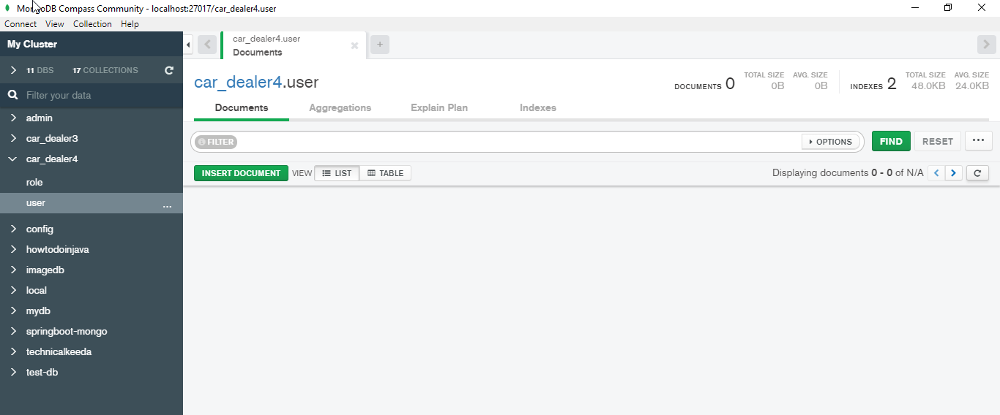 MongoDB Compass Community - localhost:27017/car_dealer4.user
Connect View Collection Help
My Cluster
11 DBS 17 COLLECTIONS
Filter your data
admin
car_dealer3
car_dealer4
role
user ...
config
howtodoinjava
imagedb
local
mydb
springboot-mongo
technicalkeeda
test-db
car_dealer4.user
Documents
car_dealer4.user
DOCUMENTS 0 TOTAL SIZE 0B AVG. SIZE 0B INDEXES 2 TOTAL SIZE 48.0KB AVG. SIZE 24.0KB
Documents Aggregations Explain Plan Indexes
FILTER OPTIONS FIND RESET ...
INSERT DOCUMENT VIEW LIST TABLE Displaying documents 0 - 0 of N/A